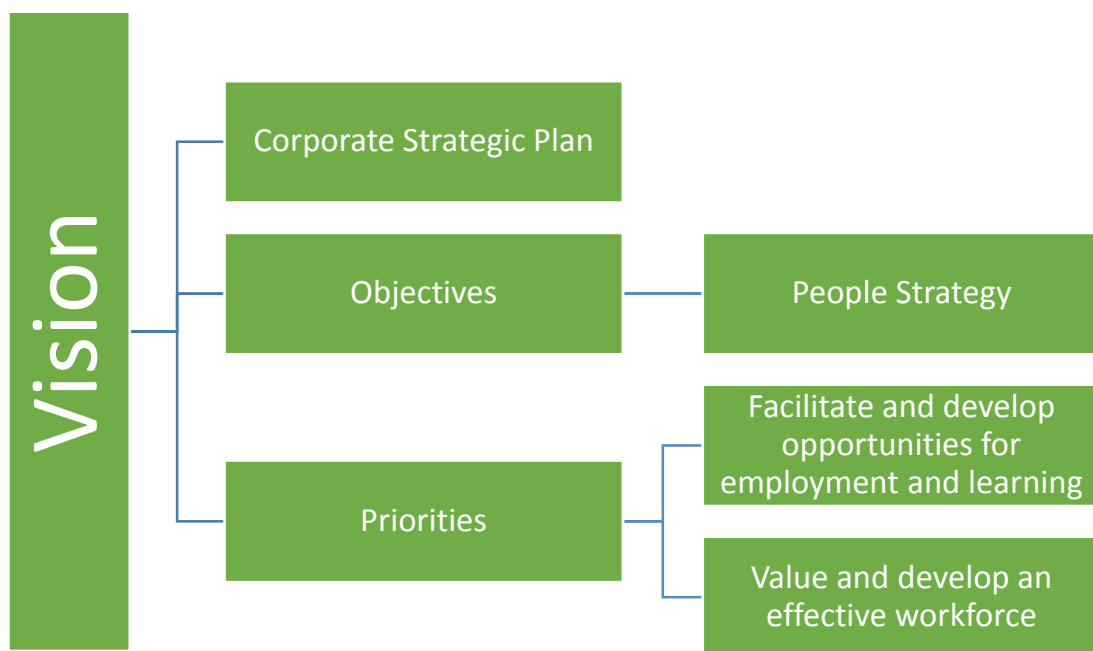 Vision
Corporate Strategic Plan
Objectives
People Strategy
Priorities
Facilitate and develop
opportunities for
employment and learning
Value and develop an
effective workforce